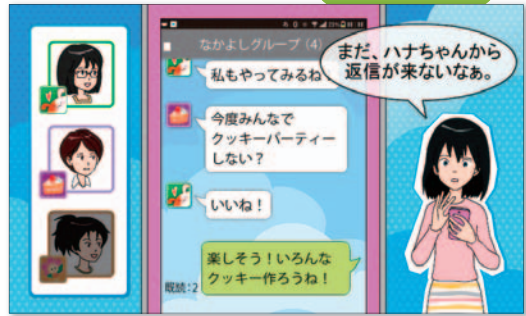 なかよしグループ (4)
まだ、ハナちゃんから
返信が来ないなぁ。
私もやってみるね
今度みんなで
クッキーパーティー
しない?
いいね!
楽しそう!いろんな
クッキー作ろうね!
既読:2